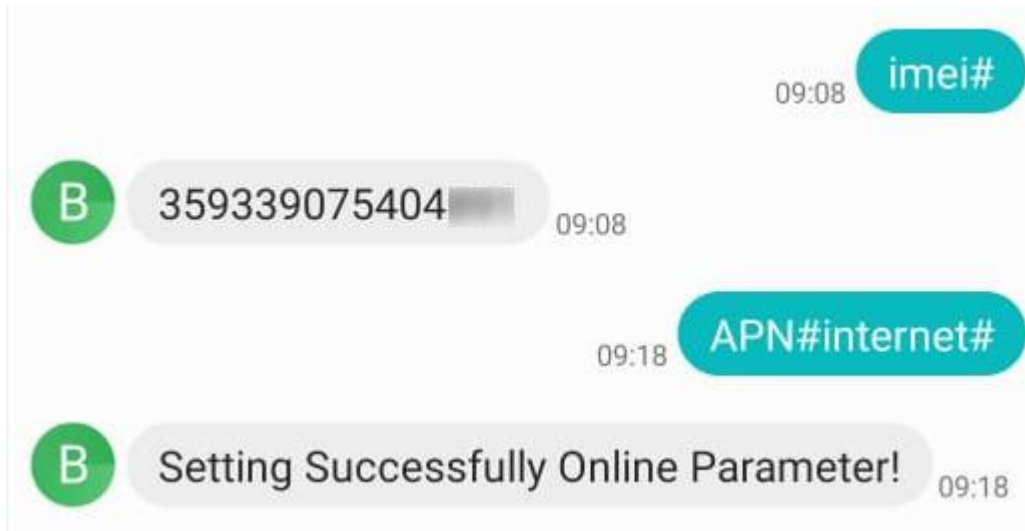 imei#
09:08
B
359339075404
09:08
APN#internet#
09:18
B
Setting Successfully Online Parameter!
09:18